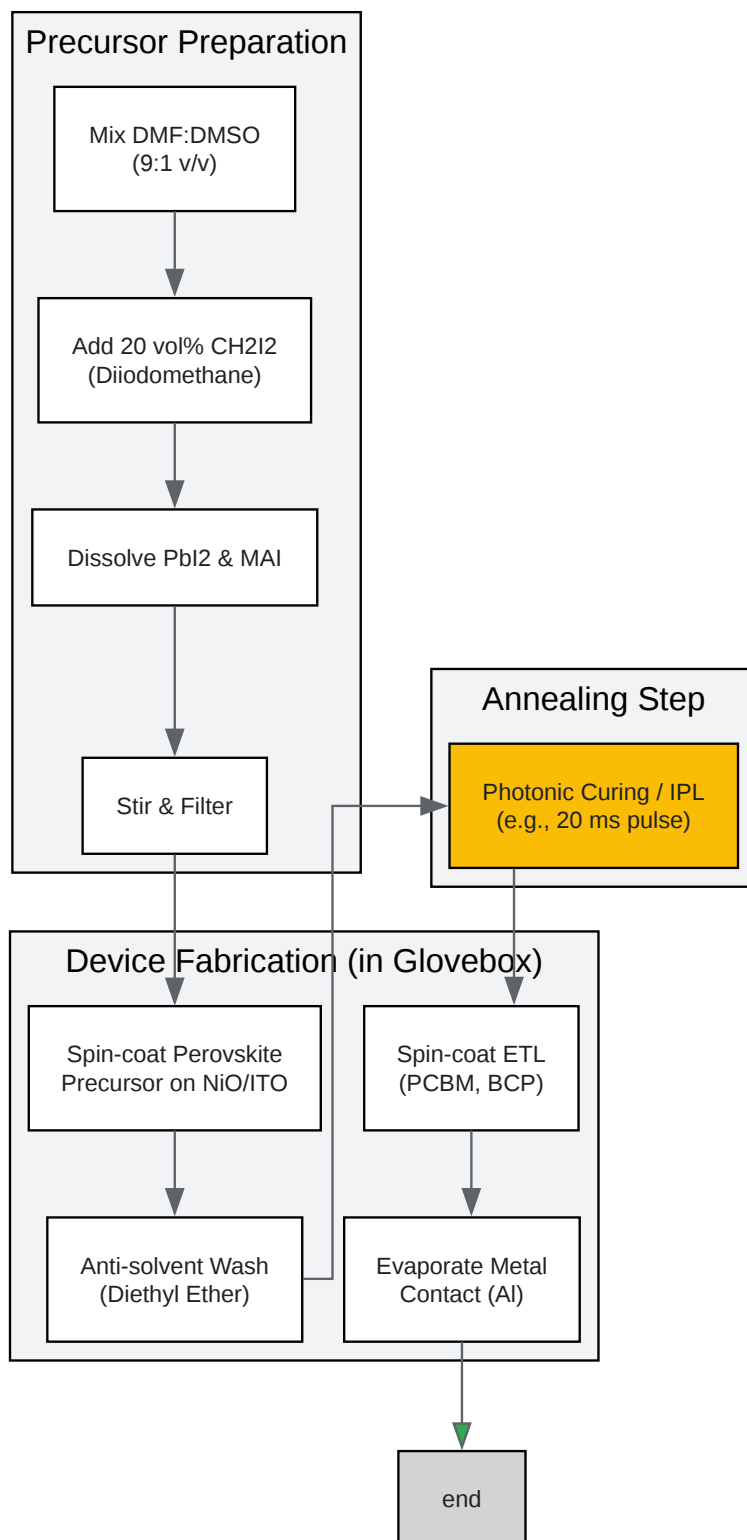 Precursor Preparation
Mix DMF:DMSO
(9:1 v/v)
Add 20 vol% CH2I2
(Diiodomethane)
Dissolve PbI2 & MAI
Stir & Filter
Annealing Step
Photonic Curing / IPL
(e.g., 20 ms pulse)
Device Fabrication (in Glovebox)
Spin-coat Perovskite
Precursor on NiO/ITO
Anti-solvent Wash
(Diethyl Ether)
Spin-coat ETL
(PCBM, BCP)
Evaporate Metal
Contact (Al)
end